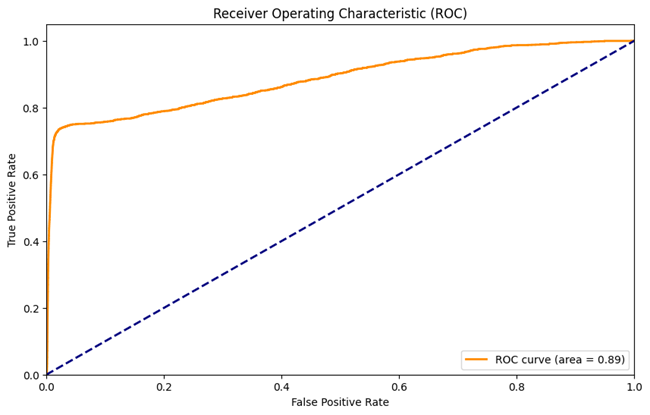 Receiver Operating Characteristic (ROC)
True Positive Rate
1.0
0.8
0.6
0.4
0.2
0.0
0.0 0.2 0.4 0.6 0.8 1.0
False Positive Rate
ROC curve (area = 0.89)